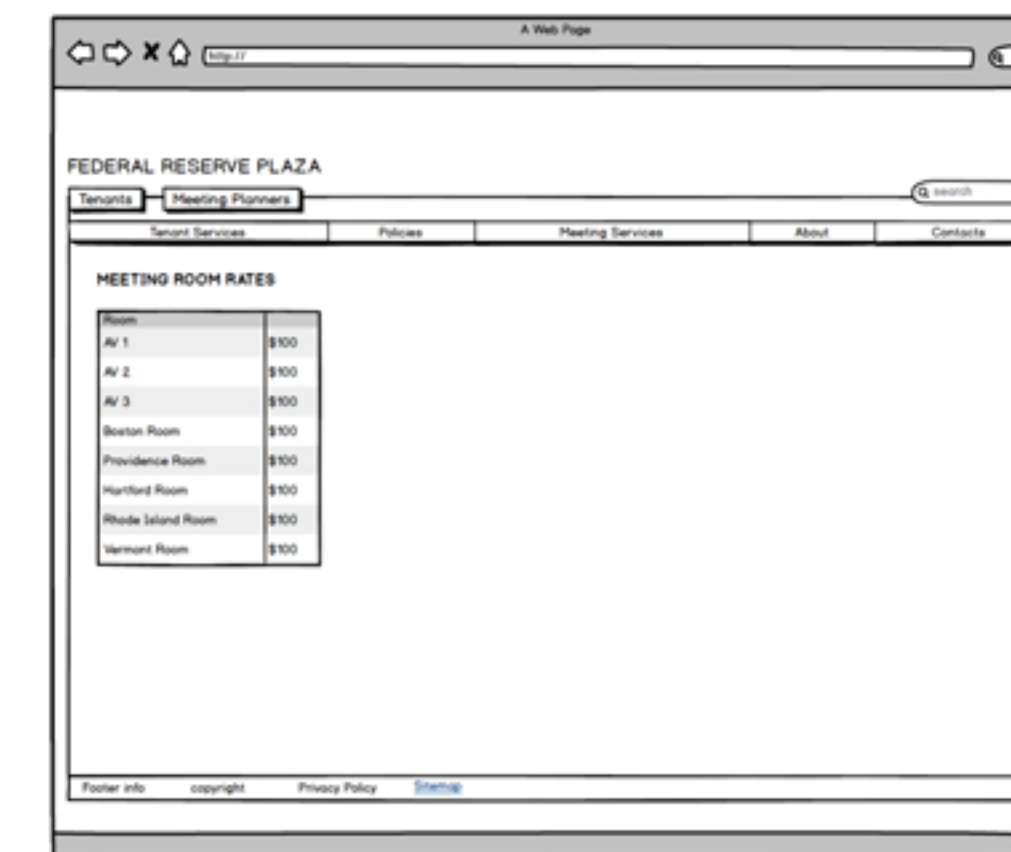 A Web Page
http://
FEDERAL RESERVE PLAZA
search
Tenants Meeting Planners
Tenant Services Policies Meeting Services About Contacts
MEETING ROOM RATES
Room
AV 1 $100
AV 2 $100
AV 3 $100
Boston Room $100
Providence Room $100
Hartford Room $100
Rhode Island Room $100
Vermont Room $100
Footer info copyright Privacy Policy Sitemap